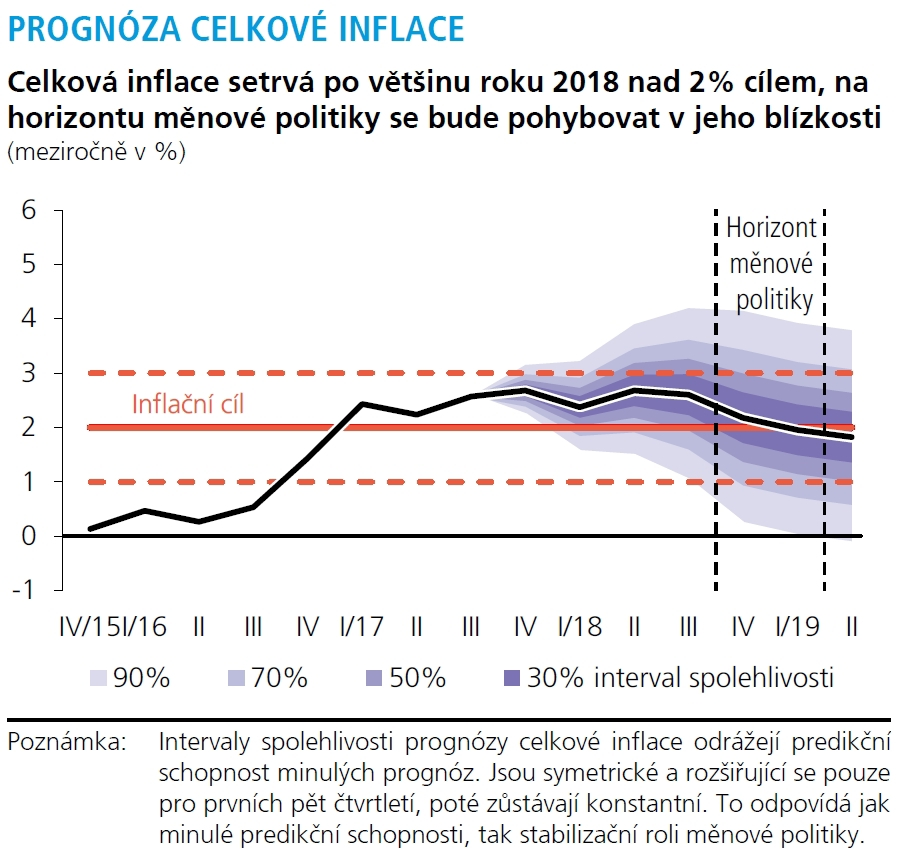 PROGNÓZA CELKOVÉ INFLACE
Celková inflace setrvá po většinu roku 2018 nad 2% cílem, na
horizontu měnové politiky se bude pohybovat v jeho blízkosti
(meziročně v %)
6
5
4
3
2
1
0
-1
Horizont
měnové
politiky
Inflační cíl
IV/15 I/16 II III IV I/17 II III IV I/18 II III IV I/19 II
90% 70% 50% 30% interval spolehlivosti
Poznámka: Intervaly spolehlivosti prognózy celkové inflace odrážejí predikční
schopnost minulých prognóz. Jsou symetrické a rozšiřující se pouze
pro prvních pět čtvrtletí, poté zůstávají konstantní. To odpovídá jak
minulé predikční schopnosti, tak stabilizační roli měnové politiky.